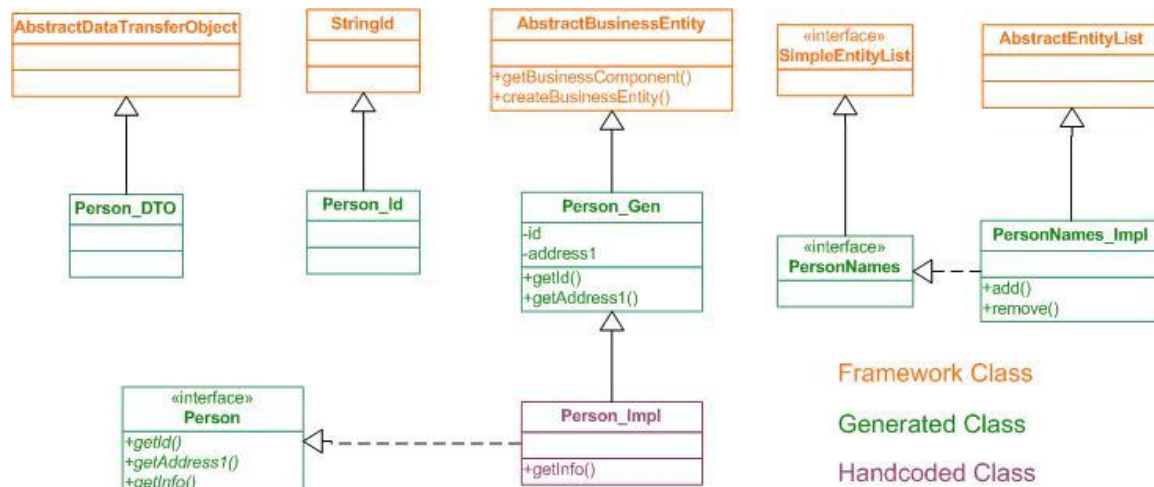 AbstractDataTransferObject
StringId
AbstractBusinessEntity
+getBusinessComponent()
+createBusinessEntity()
«interface»
SimpleEntityList
AbstractEntityList
Person_DTO
Person_Id
Person_Gen
-id
-address1
+getId()
+getAddress1()
«interface»
PersonNames
PersonNames_Impl
+add()
+remove()
«interface»
Person
+getId()
+getAddress1()
+getInfo()
Person_Impl
+getInfo()
Framework Class
Generated Class
Handcoded Class